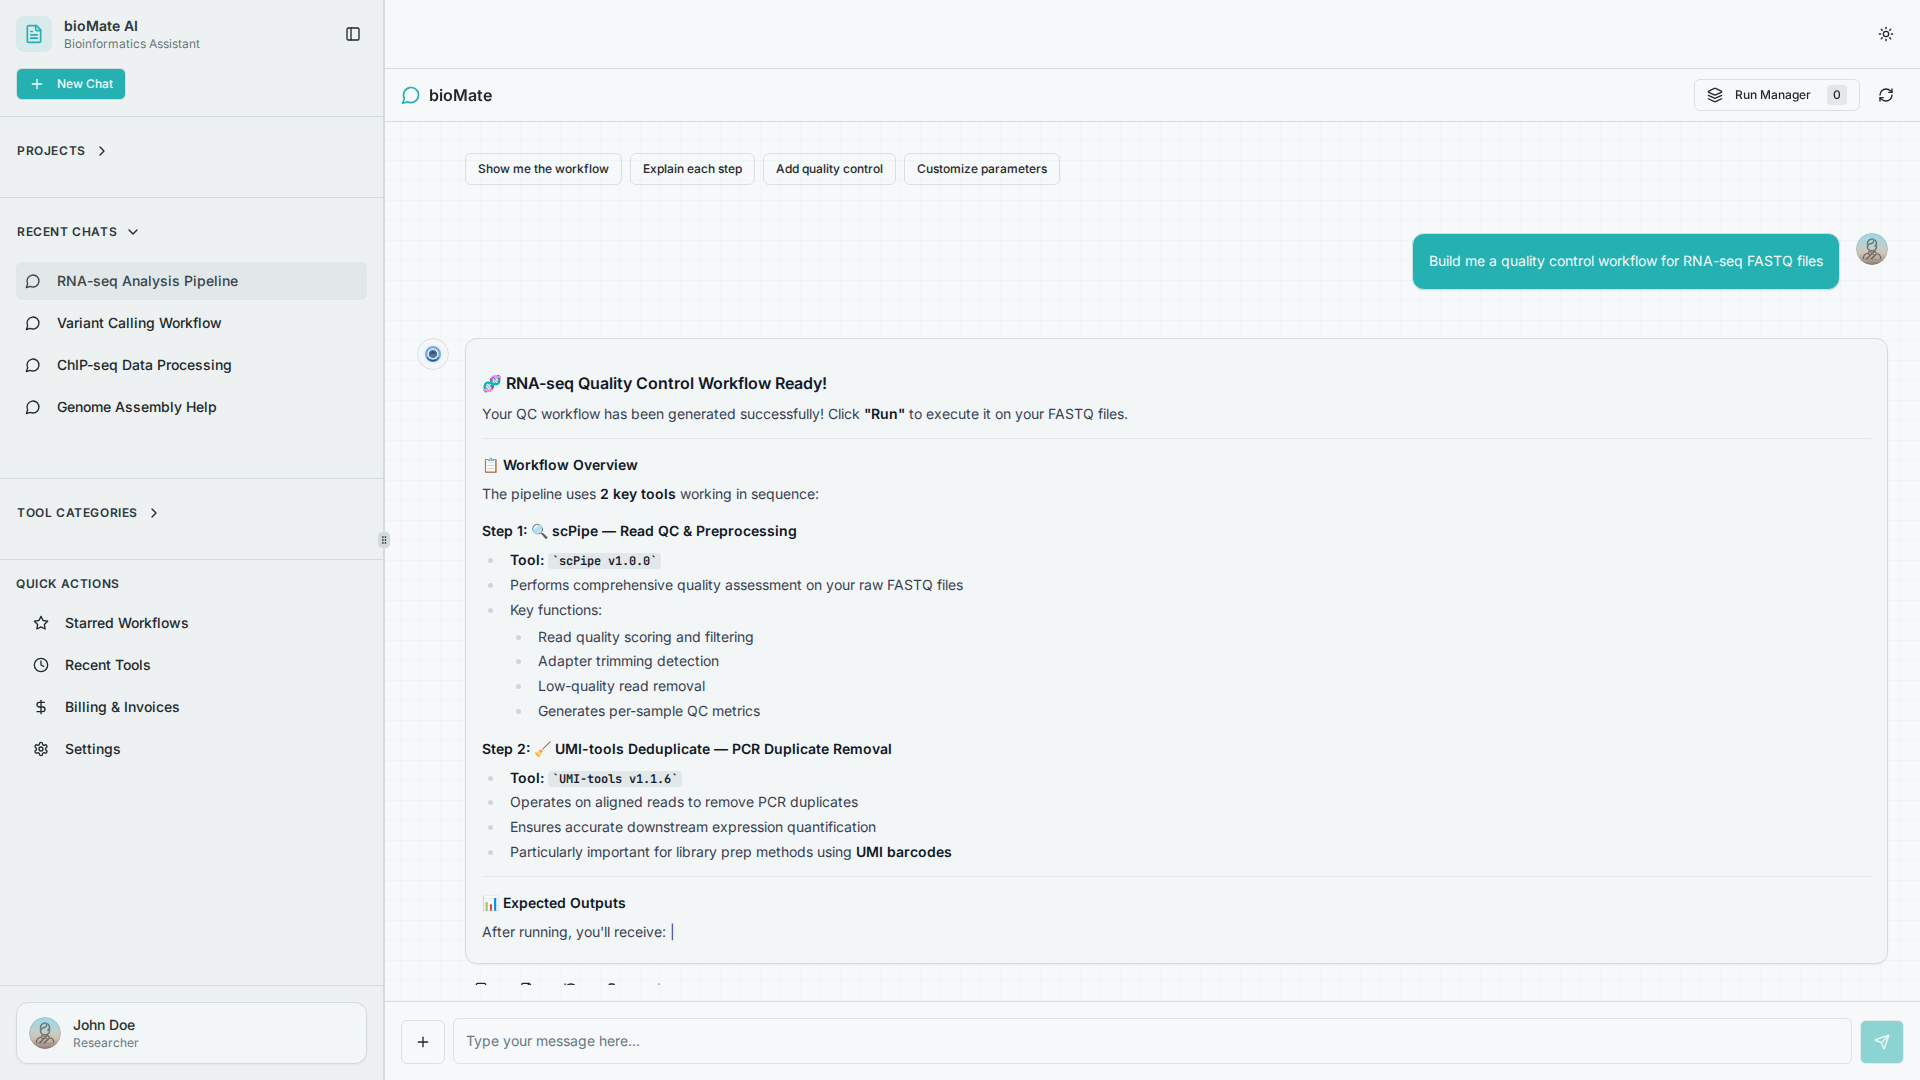 bioMate AI
Bioinformatics Assistant
New Chat
PROJECTS
RECENT CHATS
RNA-seq Analysis Pipeline
Variant Calling Workflow
ChIP-seq Data Processing
Genome Assembly Help
TOOL CATEGORIES
QUICK ACTIONS
Starred Workflows
Recent Tools
Billing & Invoices
Settings
John Doe
Researcher
bioMate
Run Manager 0
Show me the workflow
Explain each step
Add quality control
Customize parameters
Build me a quality control workflow for RNA-seq FASTQ files
🧬 RNA-seq Quality Control Workflow Ready!
Your QC workflow has been generated successfully! Click "Run" to execute it on your FASTQ files.
📋 Workflow Overview
The pipeline uses 2 key tools working in sequence:
Step 1: 🔍 scPipe — Read QC & Preprocessing
Tool: `scPipe v1.0.0`
Performs comprehensive quality assessment on your raw FASTQ files
Key functions:
Read quality scoring and filtering
Adapter trimming detection
Low-quality read removal
Generates per-sample QC metrics
Step 2: 🧹 UMI-tools Deduplicate — PCR Duplicate Removal
Tool: `UMI-tools v1.1.6`
Operates on aligned reads to remove PCR duplicates
Ensures accurate downstream expression quantification
Particularly important for library prep methods using UMI barcodes
📊 Expected Outputs
After running, you'll receive:
Type your message here...